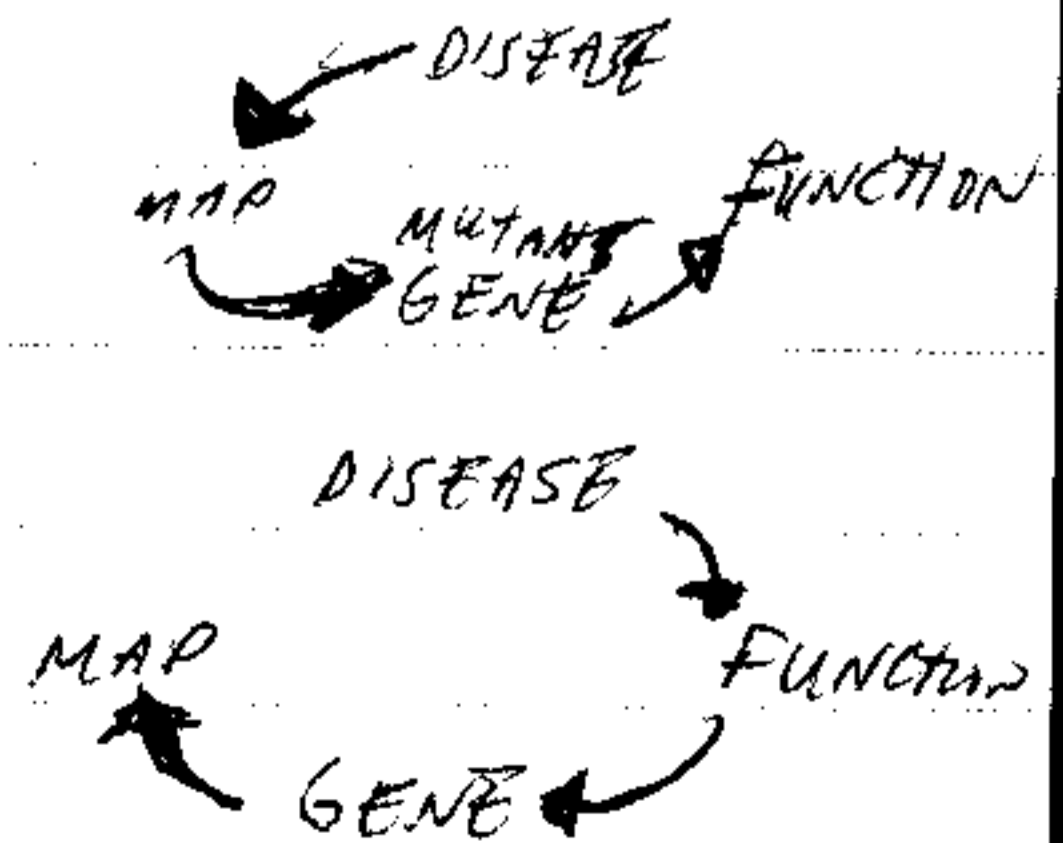 DISEASE
MAP
FUNCTION
MUTANT
GENE
DISEASE
MAP
FUNCTION
GENE